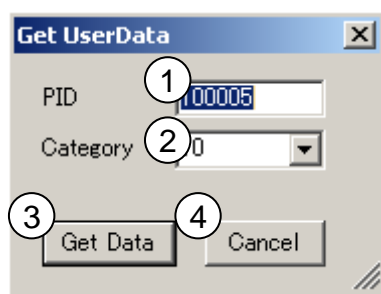 Get UserData
1
PID 100005
2
Category 0
3
4
Get Data Cancel